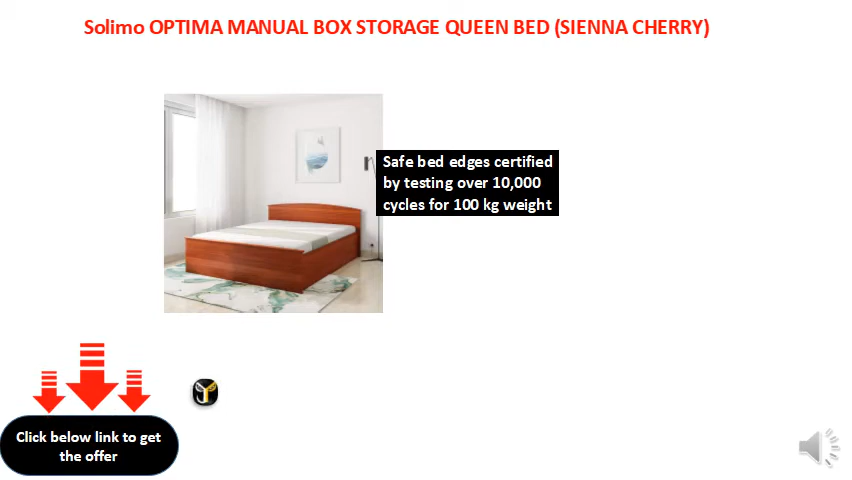 Solimo OPTIMA MANUAL BOX STORAGE QUEEN BED (SIENNA CHERRY)
Safe bed edges certified
by testing over 10,000
cycles for 100 kg weight
Click below link to get
the offer